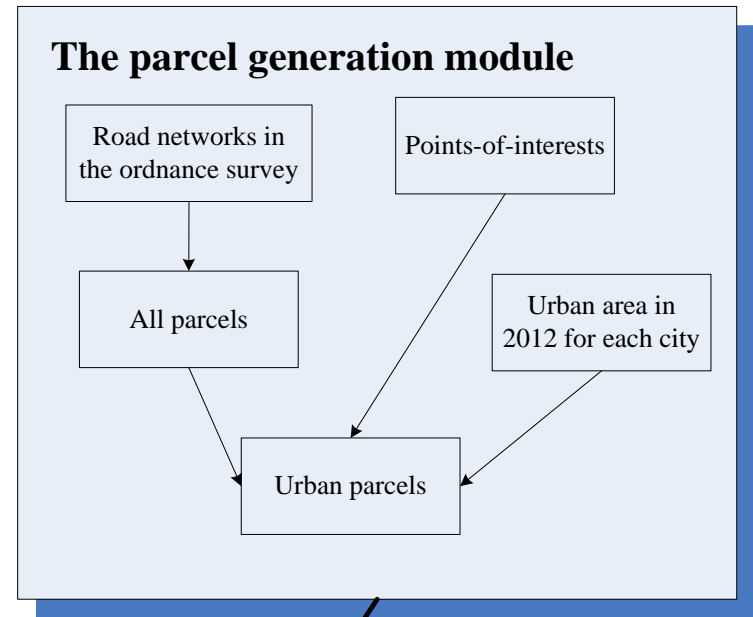 The parcel generation module
Road networks in
the ordnance survey
Points-of-interests
All parcels
Urban area in
2012 for each city
Urban parcels